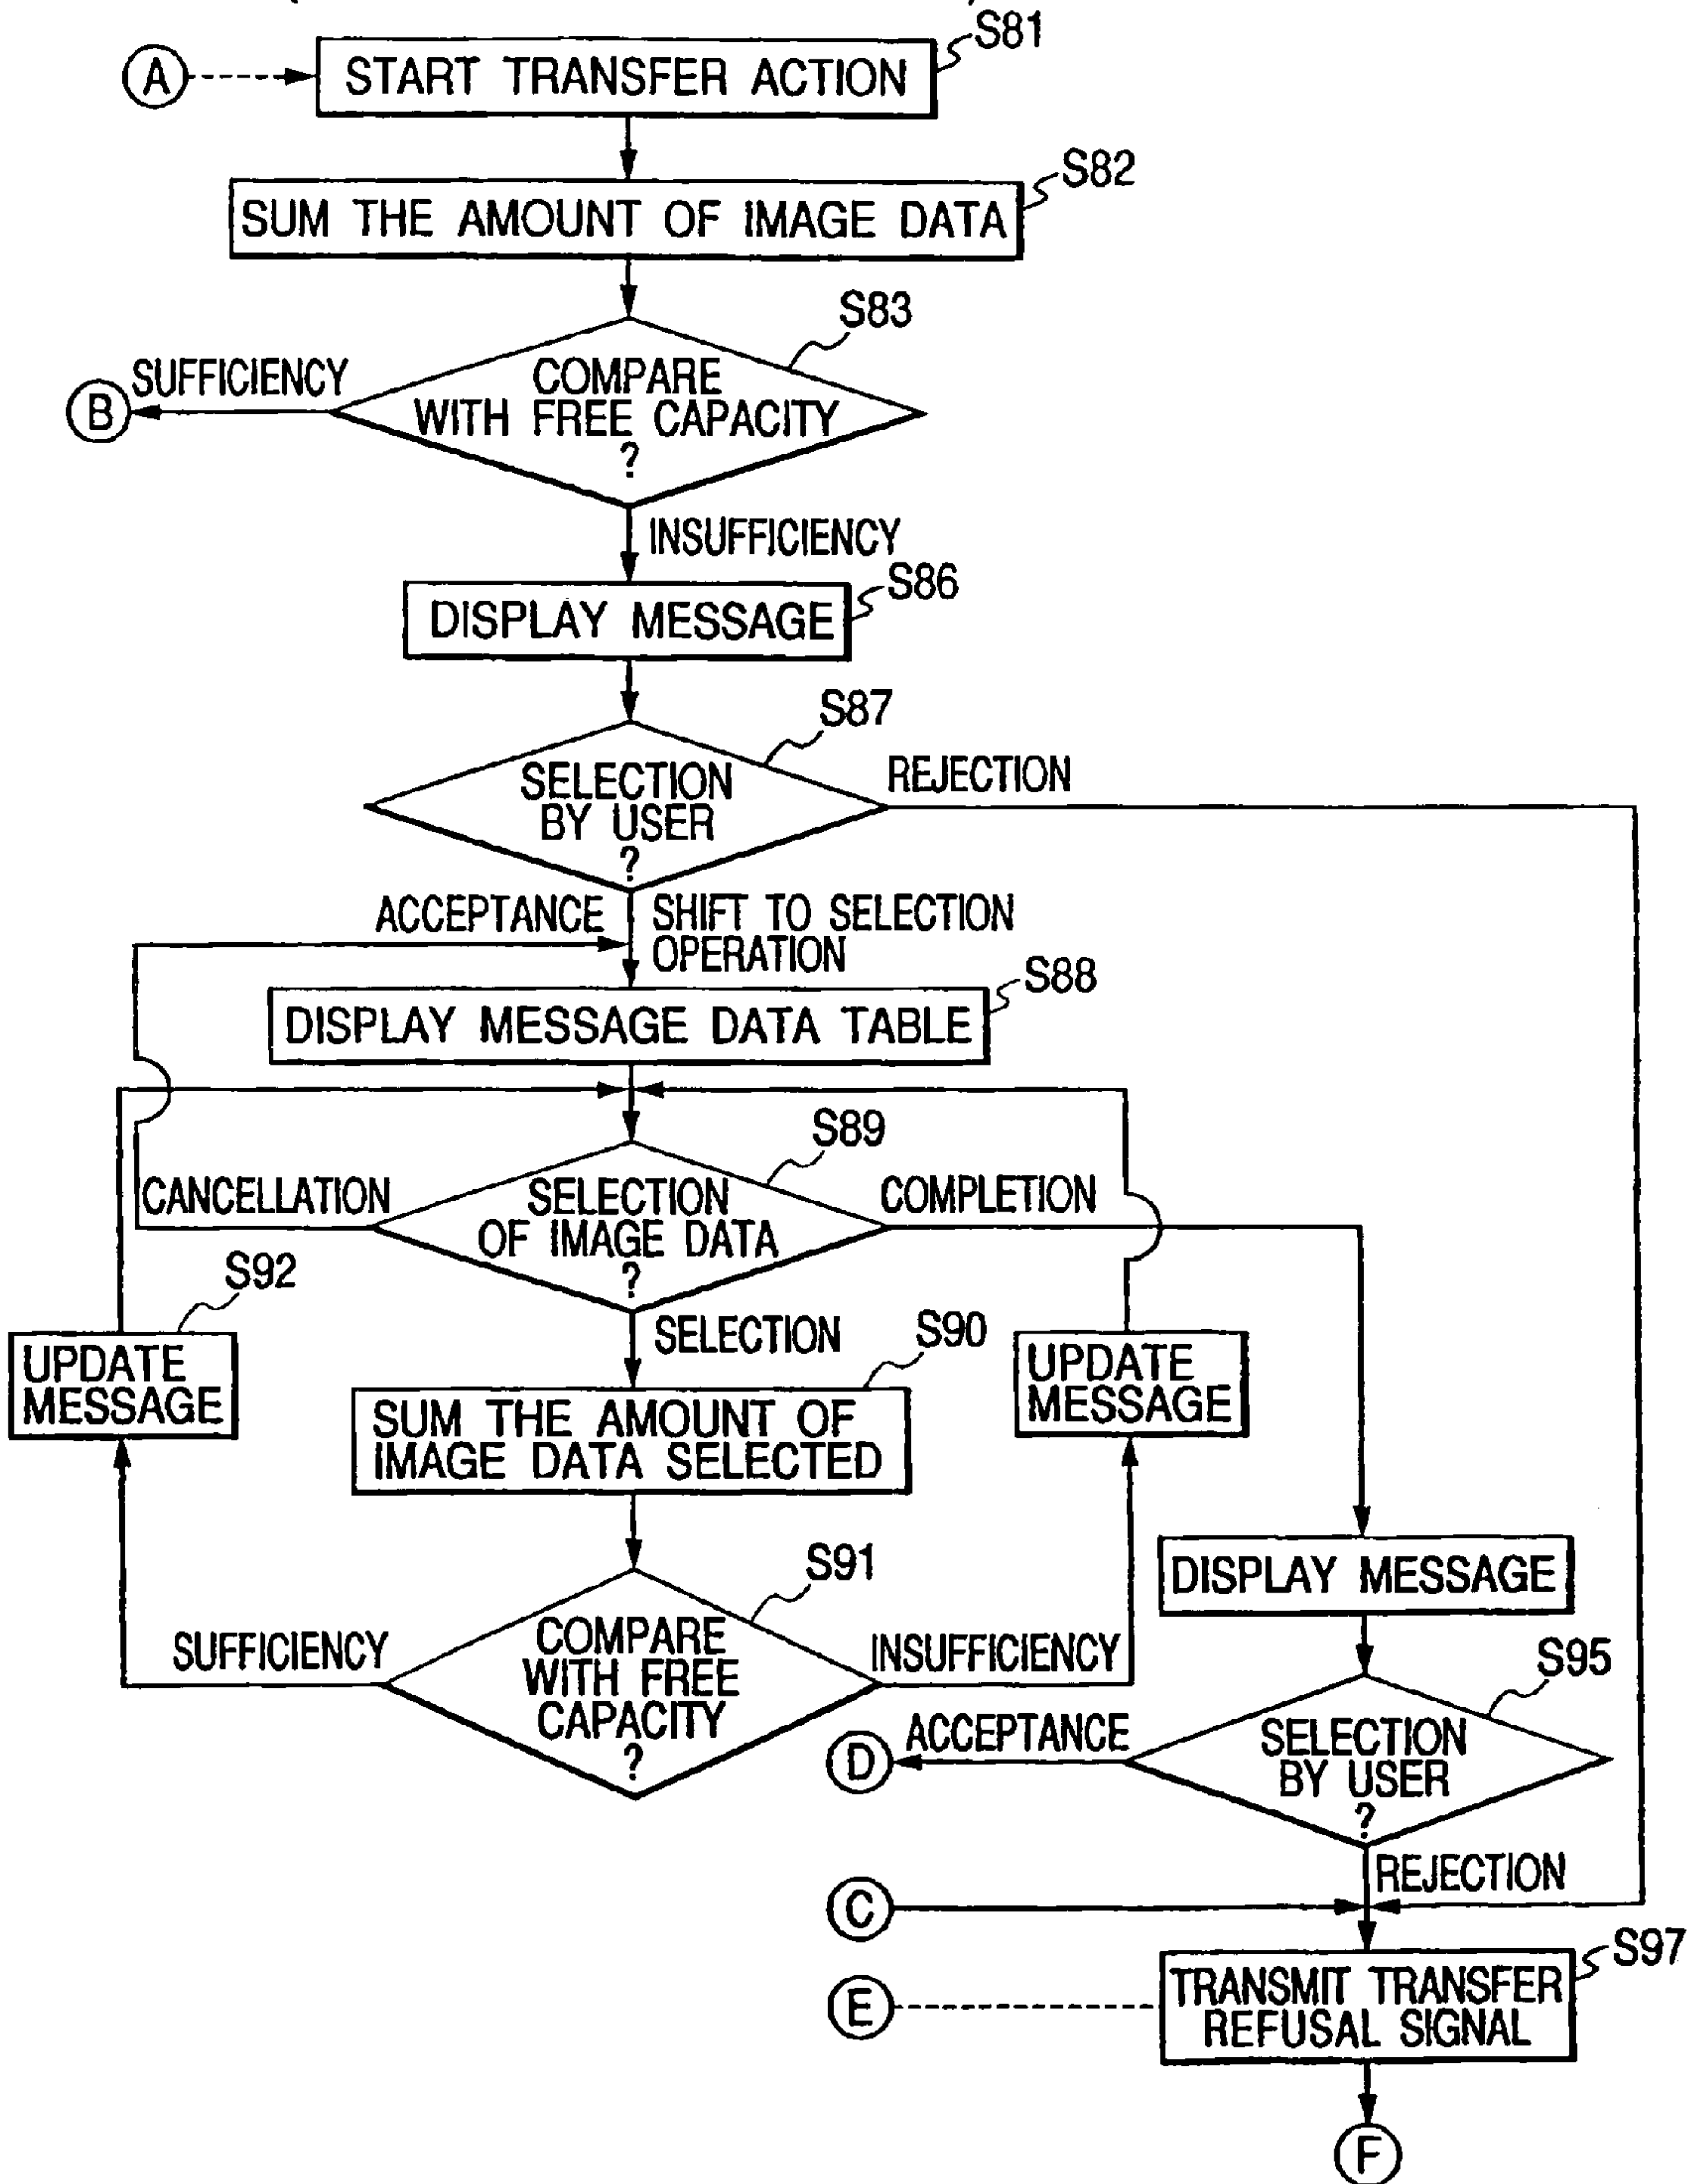 S81
A
START TRANSFER ACTION
S82
SUM THE AMOUNT OF IMAGE DATA
S83
SUFFICIENCY
B
COMPARE
WITH FREE CAPACITY
?
INSUFFICIENCY
S86
DISPLAY MESSAGE
S87
REJECTION
SELECTION
BY USER
?
ACCEPTANCE
SHIFT TO SELECTION
OPERATION
S88
DISPLAY MESSAGE DATA TABLE
S89
CANCELLATION
SELECTION
OF IMAGE DATA
?
COMPLETION
S92
UPDATE
MESSAGE
SELECTION
S90
SUM THE AMOUNT OF
IMAGE DATA SELECTED
UPDATE
MESSAGE
S91
SUFFICIENCY
COMPARE
WITH FREE
CAPACITY
?
INSUFFICIENCY
DISPLAY MESSAGE
S95
D
ACCEPTANCE
SELECTION
BY USER
?
REJECTION
C
S97
E
TRANSMIT TRANSFER
REFUSAL SIGNAL
F